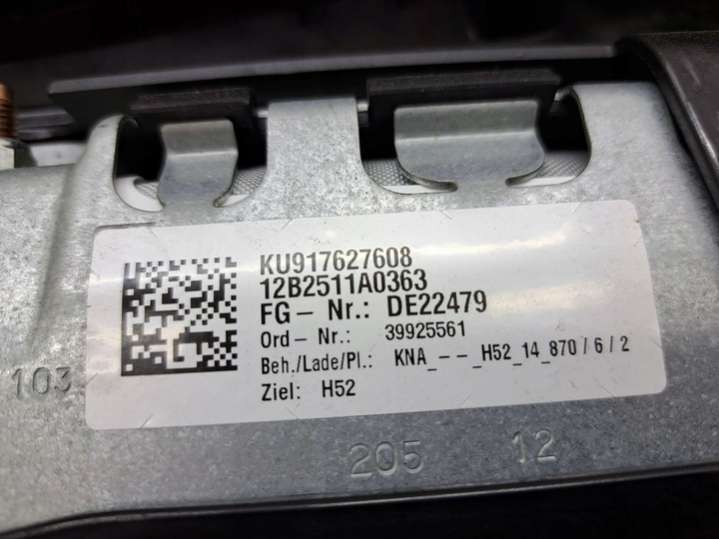 KU917627608
12B2511A0363
FG – Nr.: DE22479
Ord – Nr.: 39925561
Beh./Lade/Pl.: KNA_ – – _H52_14_870 / 6 / 2
Ziel: H52
103
205 12